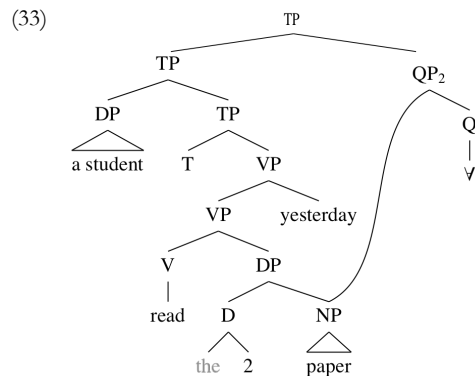 (33)
TP
TP QP₂
DP TP Q
a student T VP ∀
VP yesterday
V DP
read D NP
the 2 paper